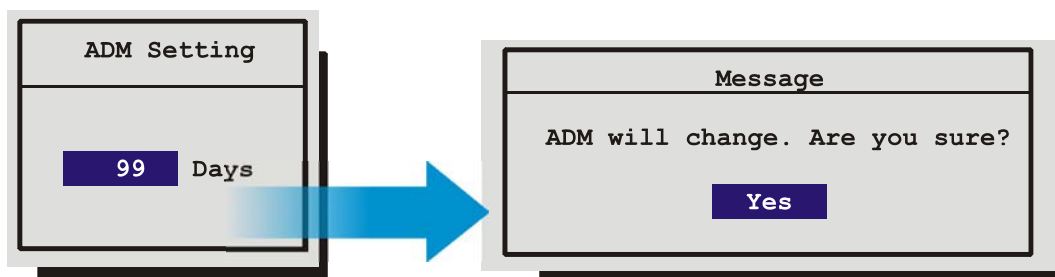 ADM Setting
99 Days
Message
ADM will change. Are you sure?
Yes